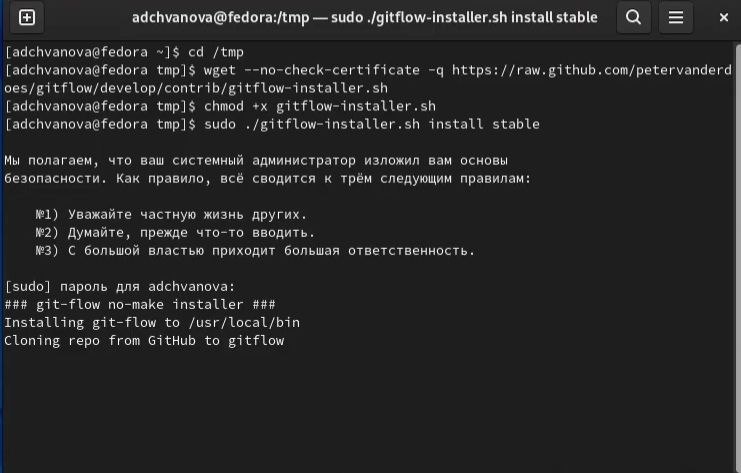 adchvanova@fedora:/tmp — sudo ./gitflow-installer.sh install stable
[adchvanova@fedora ~]$ cd /tmp
[adchvanova@fedora tmp]$ wget --no-check-certificate -q https://raw.github.com/petervanderd
oes/gitflow/develop/contrib/gitflow-installer.sh
[adchvanova@fedora tmp]$ chmod +x gitflow-installer.sh
[adchvanova@fedora tmp]$ sudo ./gitflow-installer.sh install stable
Мы полагаем, что ваш системный администратор изложил вам основы
безопасности. Как правило, всё сводится к трём следующим правилам:
№1) Уважайте частную жизнь других.
№2) Думайте, прежде что-то вводить.
№3) С большой властью приходит большая ответственность.
[sudo] пароль для adchvanova:
### git-flow no-make installer ###
Installing git-flow to /usr/local/bin
Cloning repo from GitHub to gitflow